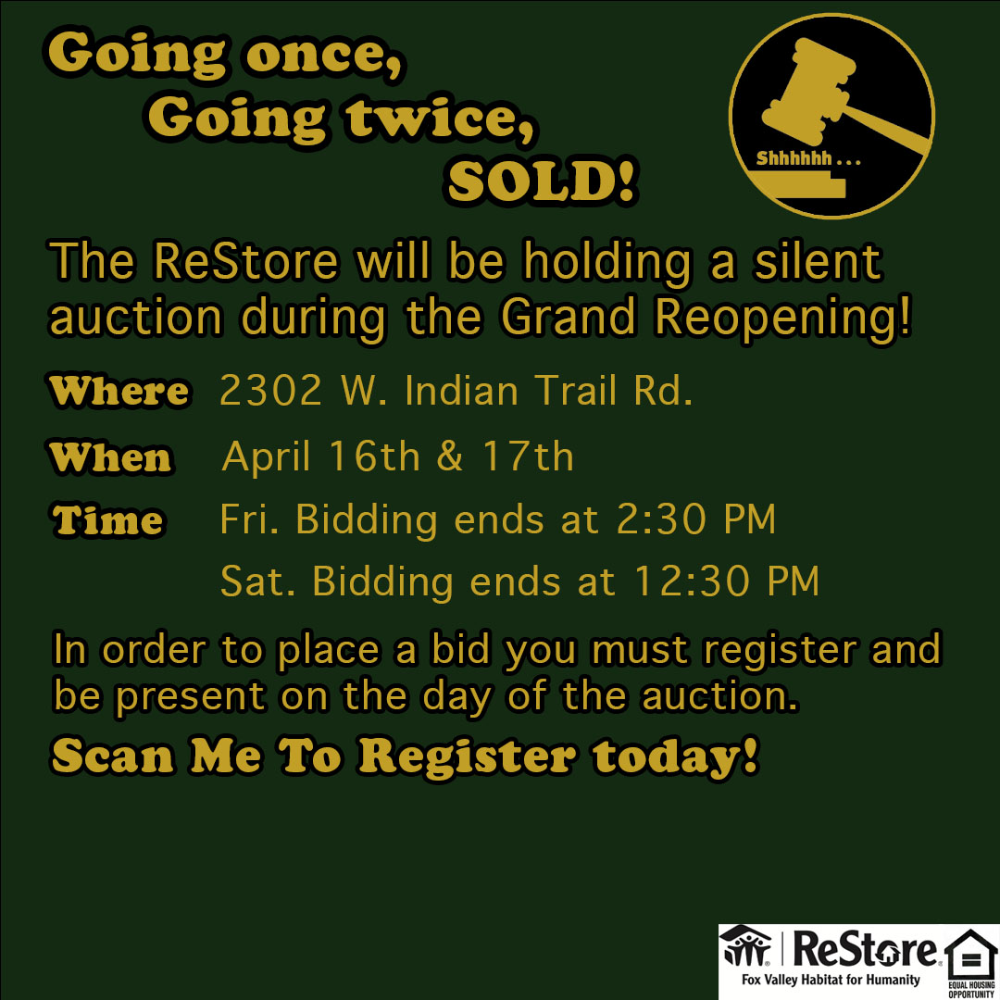 Going once,
Going twice,
SOLD!
Shhhhhh...
The ReStore will be holding a silent
auction during the Grand Reopening!
Where 2302 W. Indian Trail Rd.
When April 16th & 17th
Time Fri. Bidding ends at 2:30 PM
Sat. Bidding ends at 12:30 PM
In order to place a bid you must register and
be present on the day of the auction.
Scan Me To Register today!
ReStore
Fox Valley Habitat for Humanity
EQUAL HOUSING
OPPORTUNITY